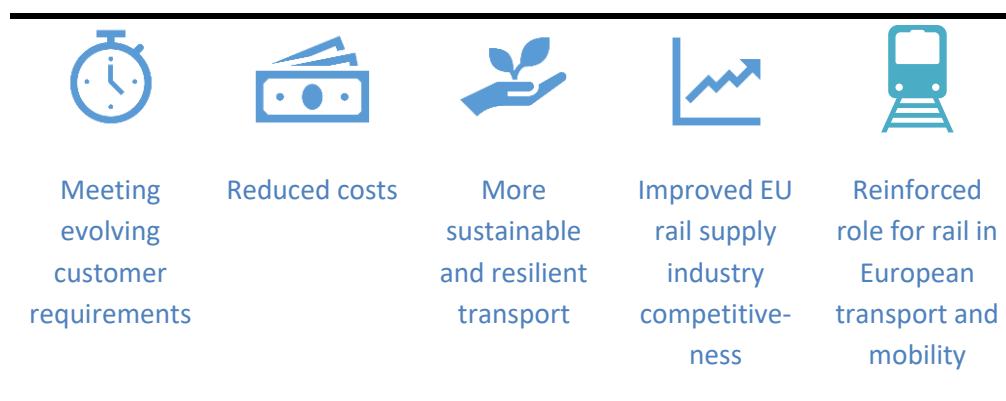 Meeting
evolving
customer
requirements
Reduced costs
More
sustainable
and resilient
transport
Improved EU
rail supply
industry
competitive-
ness
Reinforced
role for rail in
European
transport and
mobility